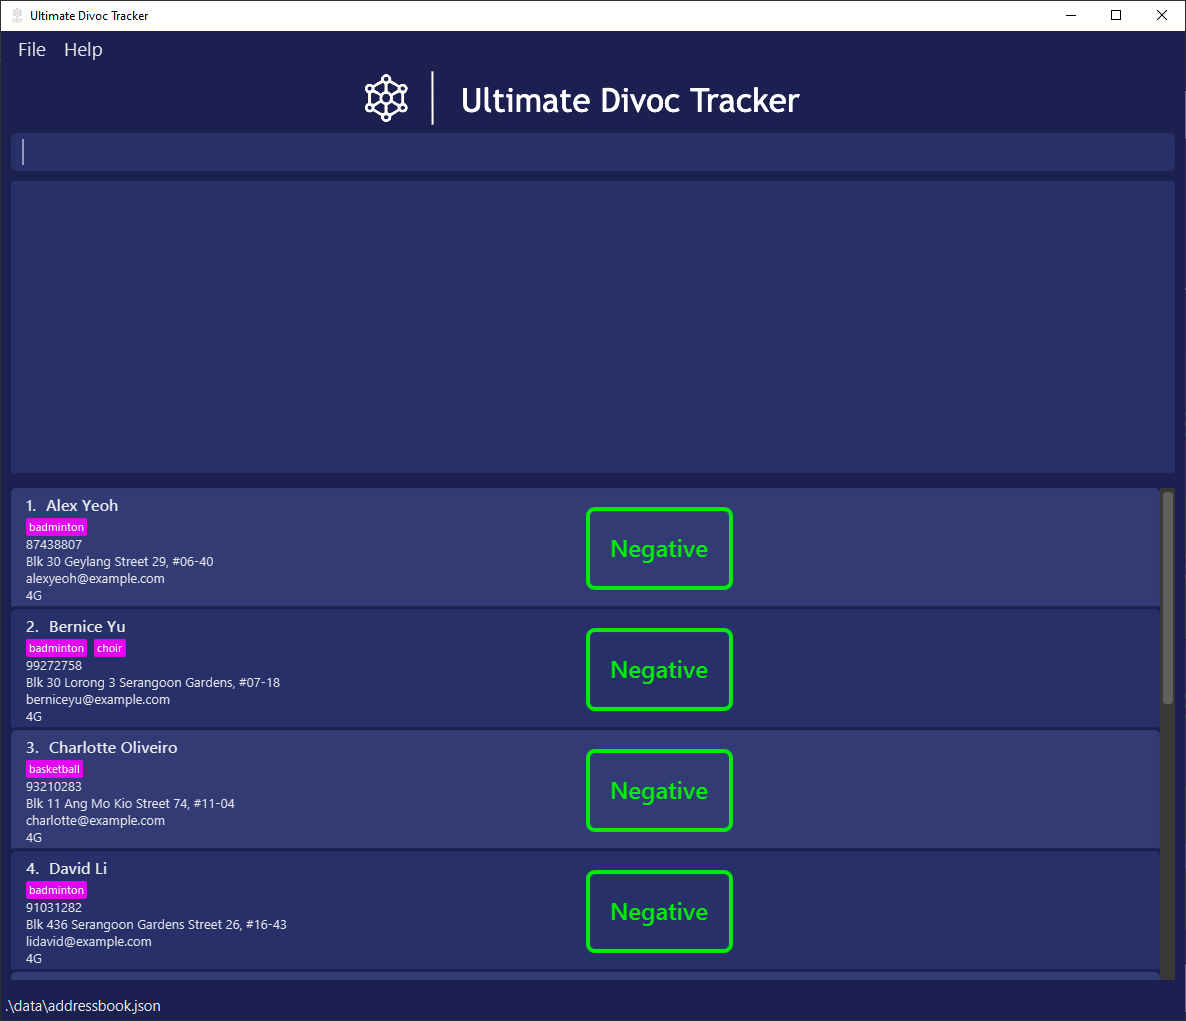 Ultimate Divoc Tracker
File Help
Ultimate Divoc Tracker
1. Alex Yeoh
badminton
87438807
Blk 30 Geylang Street 29, #06-40
alexyeoh@example.com
4G
Negative
2. Bernice Yu
badminton choir
99272758
Blk 30 Lorong 3 Serangoon Gardens, #07-18
berniceyu@example.com
4G
Negative
3. Charlotte Oliveiro
basketball
93210283
Blk 11 Ang Mo Kio Street 74, #11-04
charlotte@example.com
4G
Negative
4. David Li
badminton
91031282
Blk 436 Serangoon Gardens Street 26, #16-43
lidavid@example.com
4G
Negative
.\data\addressbook.json